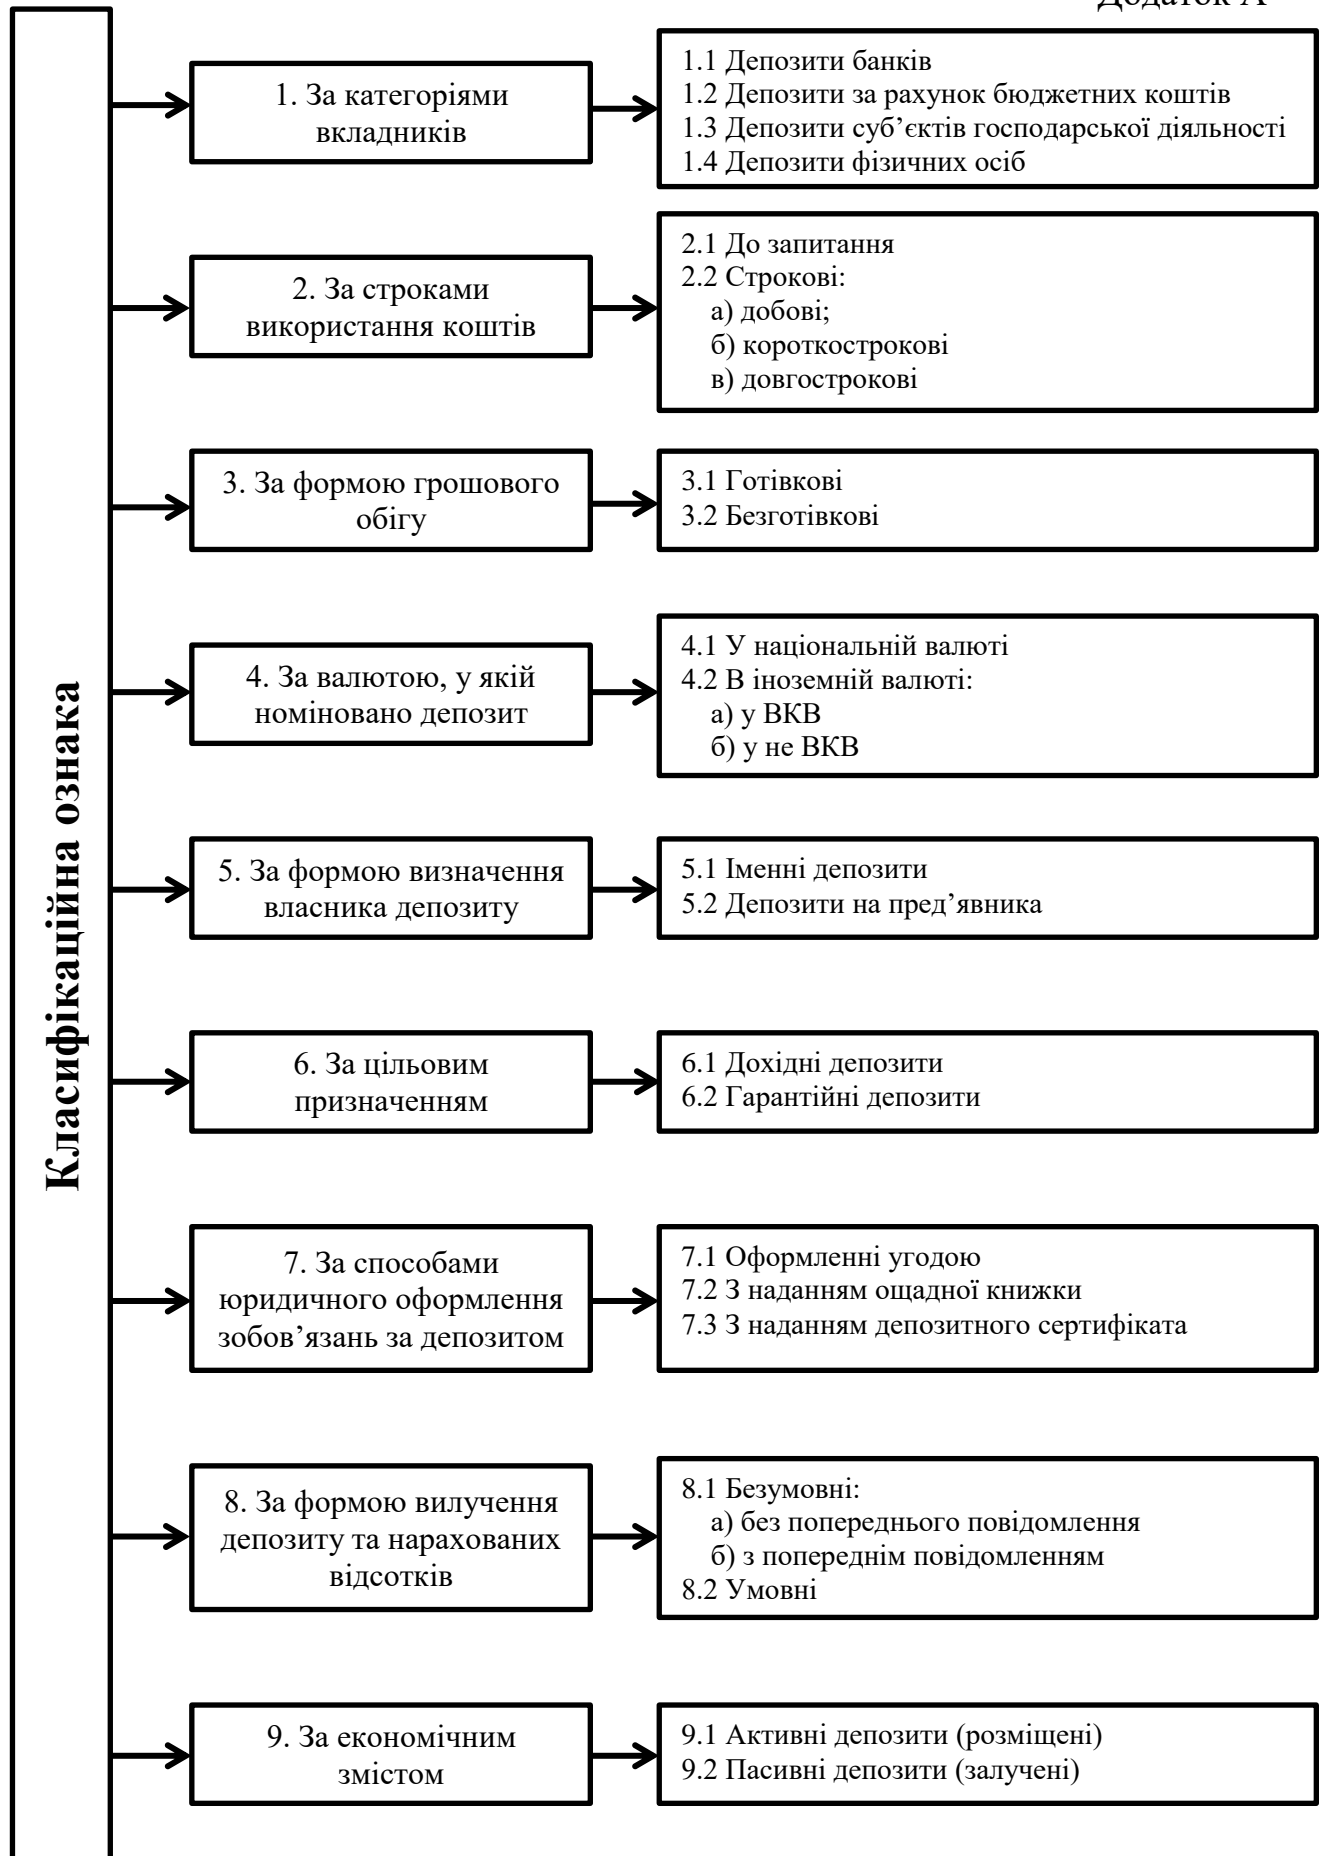 Додаток А
Класифікаційна ознака
1. За категоріями
вкладників
1.1 Депозити банків
1.2 Депозити за рахунок бюджетних коштів
1.3 Депозити суб’єктів господарської діяльності
1.4 Депозити фізичних осіб
2. За строками
використання коштів
2.1 До запитання
2.2 Строкові:
а) добові;
б) короткострокові
в) довгострокові
3. За формою грошового
обігу
3.1 Готівкові
3.2 Безготівкові
4. За валютою, у якій
номіновано депозит
4.1 У національній валюті
4.2 В іноземній валюті:
а) у ВКВ
б) у не ВКВ
5. За формою визначення
власника депозиту
5.1 Іменні депозити
5.2 Депозити на пред’явника
6. За цільовим
призначенням
6.1 Дохідні депозити
6.2 Гарантійні депозити
7. За способами
юридичного оформлення
зобов’язань за депозитом
7.1 Оформленні угодою
7.2 З наданням ощадної книжки
7.3 З наданням депозитного сертифіката
8. За формою вилучення
депозиту та нарахованих
відсотків
8.1 Безумовні:
а) без попереднього повідомлення
б) з попереднім повідомленням
8.2 Умовні
9. За економічним
змістом
9.1 Активні депозити (розміщені)
9.2 Пасивні депозити (залучені)